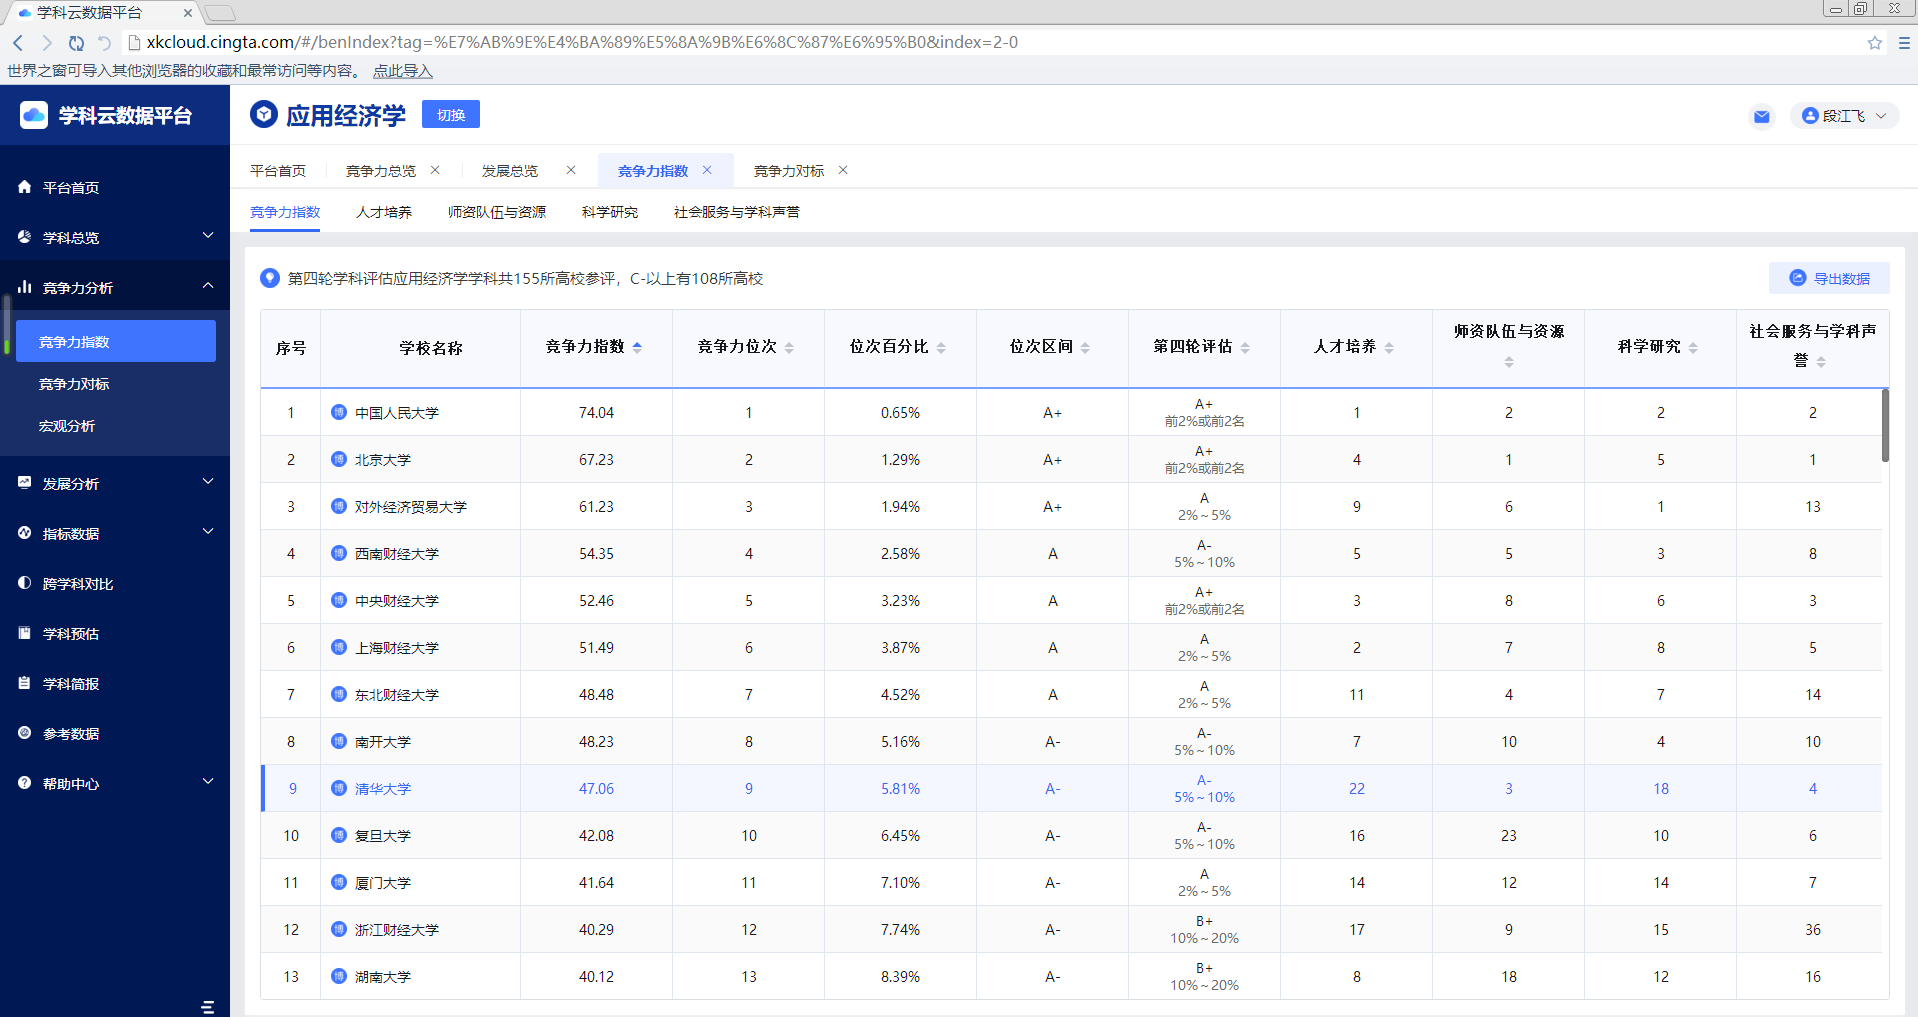 学科云数据平台
xkcloud.cingta.com/#/benIndex?tag=%E7%AB%9E%E4%BA%89%E5%8A%9B%E6%8C%87%E6%95%B0&index=2-0
世界之窗可导入其他浏览器的收藏和最常访问等内容。 点此导入
学科云数据平台
应用经济学 切换 段江飞
平台首页 竞争力总览 发展总览 竞争力指数 竞争力对标
竞争力指数 人才培养 师资队伍与资源 科学研究 社会服务与学科声誉
平台首页
学科总览
竞争力分析
竞争力指数
竞争力对标
宏观分析
发展分析
指标数据
跨学科对比
学科预估
学科简报
参考数据
帮助中心
第四轮学科评估应用经济学学科共155所高校参评，C-以上有108所高校 导出数据
序号 学校名称 竞争力指数 竞争力位次 位次百分比 位次区间 第四轮评估 人才培养 师资队伍与资源 科学研究 社会服务与学科声
誉
1 博 中国人民大学 74.04 1 0.65% A+ A+ 1 2 2 2
前2%或前2名
2 博 北京大学 67.23 2 1.29% A+ A+ 4 1 5 1
前2%或前2名
3 博 对外经济贸易大学 61.23 3 1.94% A+ A 9 6 1 13
2%~5%
4 博 西南财经大学 54.35 4 2.58% A A- 5 5 3 8
5%~10%
5 博 中央财经大学 52.46 5 3.23% A A+ 3 8 6 3
前2%或前2名
6 博 上海财经大学 51.49 6 3.87% A A 2 7 8 5
2%~5%
7 博 东北财经大学 48.48 7 4.52% A A 11 4 7 14
2%~5%
8 博 南开大学 48.23 8 5.16% A- A- 7 10 4 10
5%~10%
9 博 清华大学 47.06 9 5.81% A- A- 22 3 18 4
5%~10%
10 博 复旦大学 42.08 10 6.45% A- A- 16 23 10 6
5%~10%
11 博 厦门大学 41.64 11 7.10% A- A 14 12 14 7
2%~5%
12 博 浙江财经大学 40.29 12 7.74% A- B+ 17 9 15 36
10%~20%
13 博 湖南大学 40.12 13 8.39% A- B+ 8 18 12 16
10%~20%